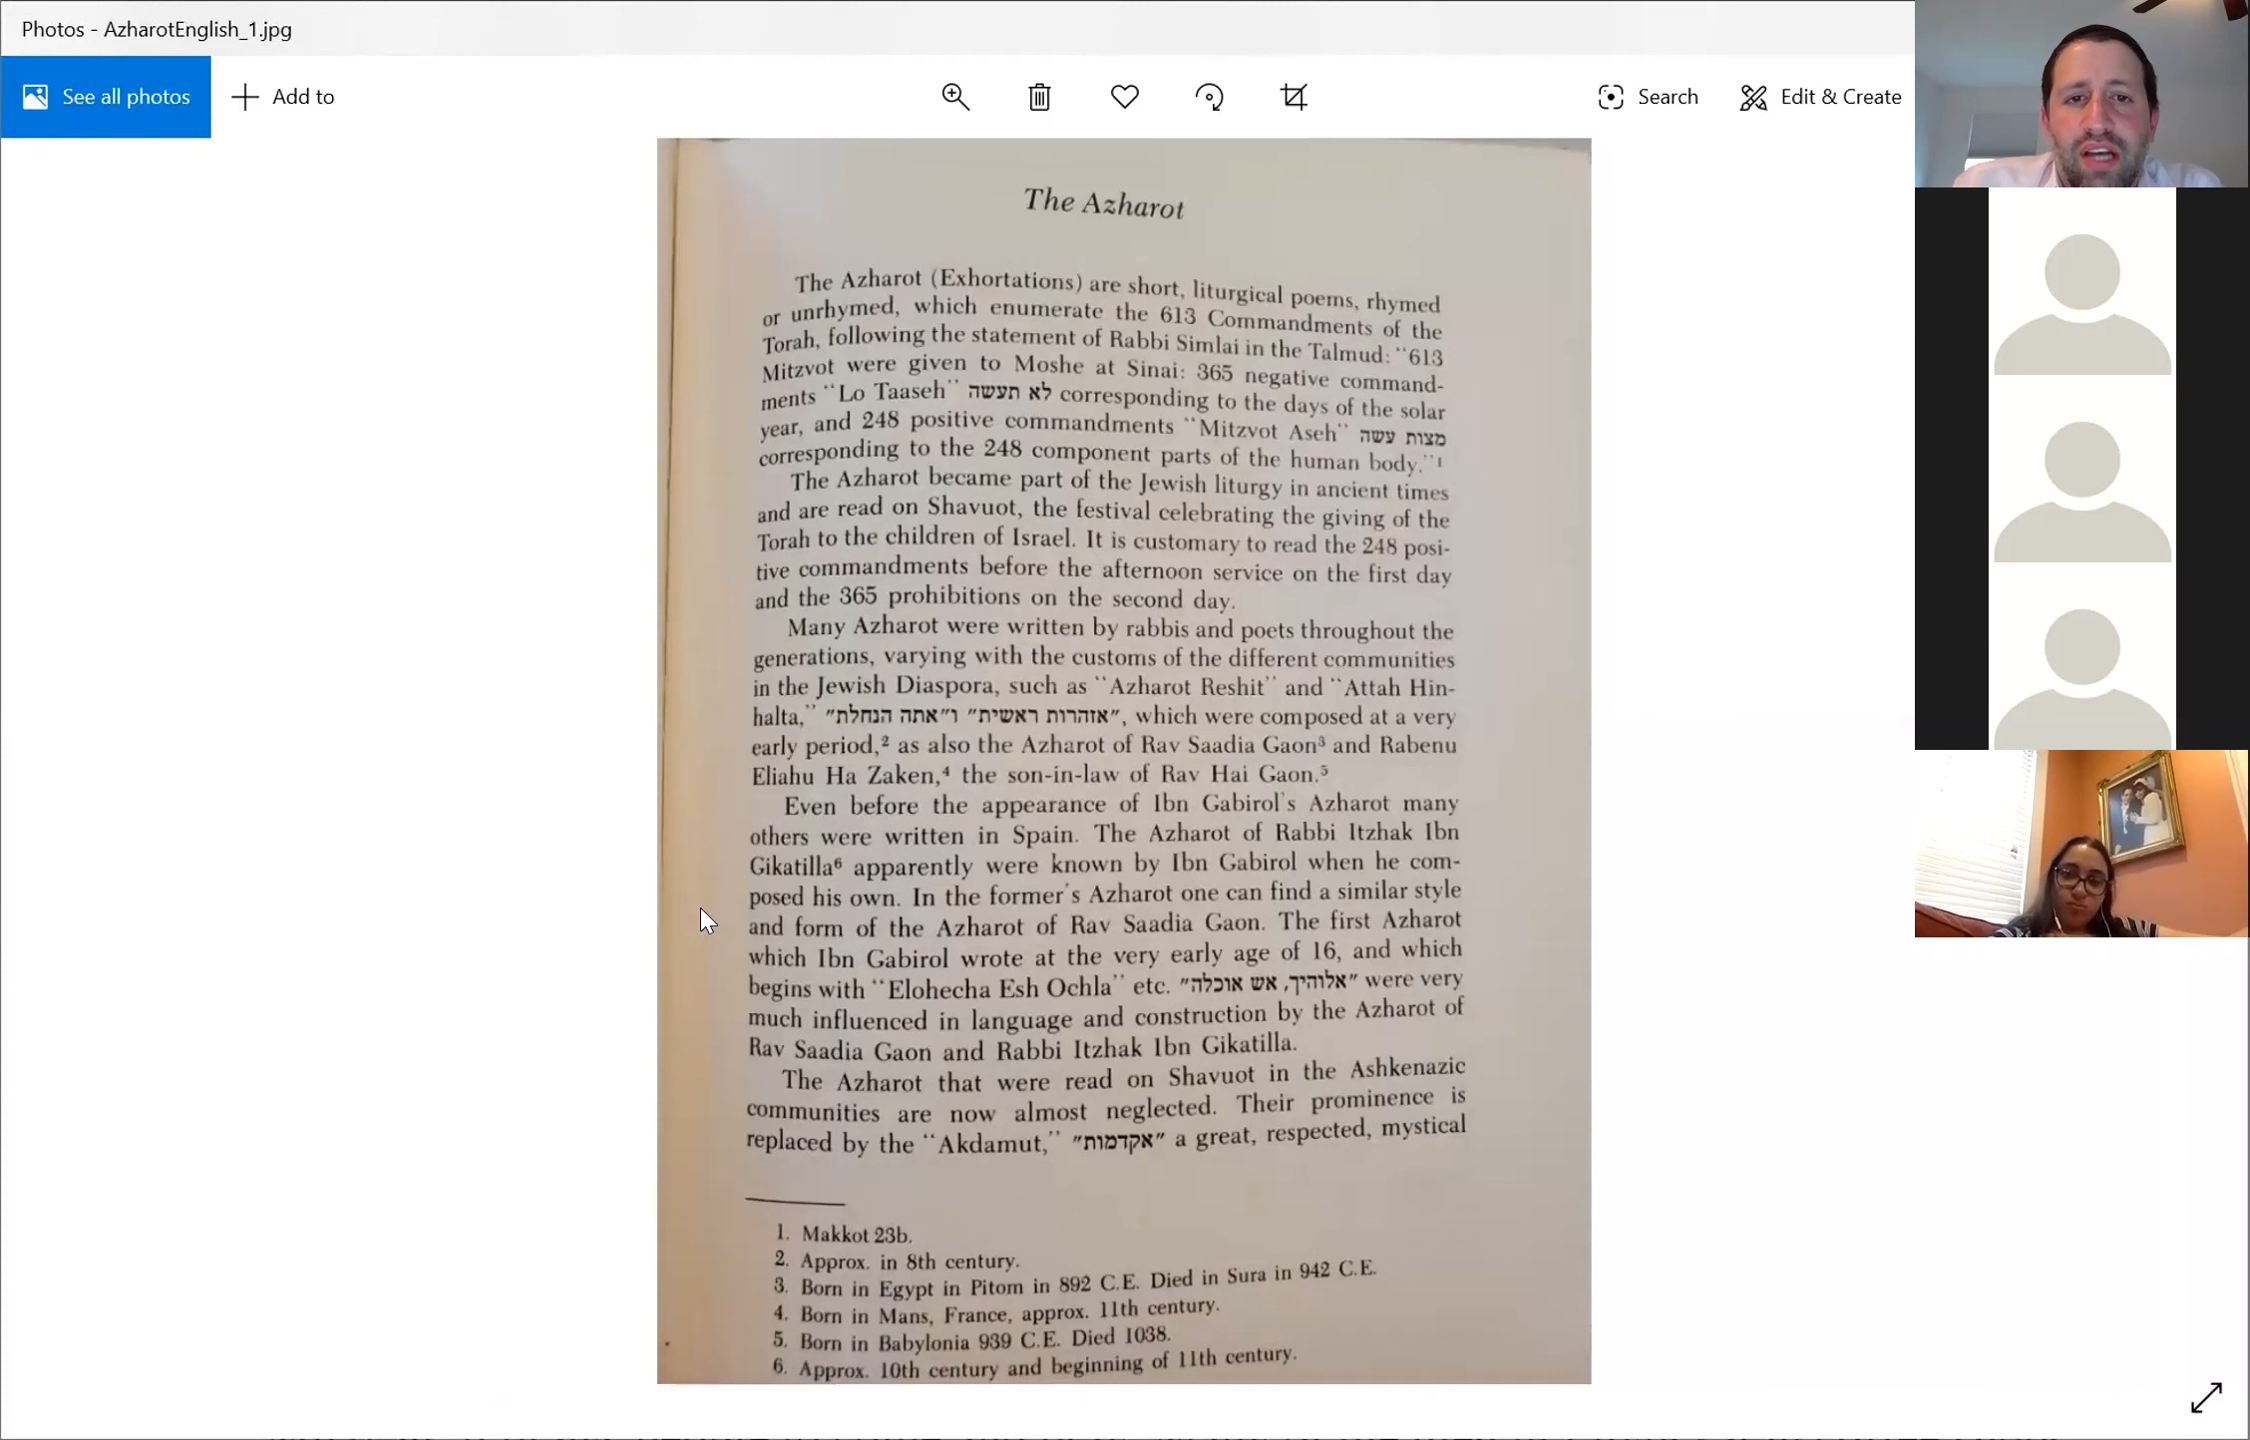 Photos - AzharotEnglish_1.jpg
See all photos
Add to
Search
Edit & Create
The Azharot
The Azharot (Exhortations) are short, liturgical poems, rhymed
or unrhymed, which enumerate the 613 Commandments of the
Torah, following the statement of Rabbi Simlai in the Talmud: "613
Mitzvot were given to Moshe at Sinai: 365 negative command-
ments "Lo Taaseh" לא תעשה corresponding to the days of the solar
year, and 248 positive commandments "Mitzvot Aseh" מצות עשה
corresponding to the 248 component parts of the human body."1
The Azharot became part of the Jewish liturgy in ancient times
and are read on Shavuot, the festival celebrating the giving of the
Torah to the children of Israel. It is customary to read the 248 posi-
tive commandments before the afternoon service on the first day
and the 365 prohibitions on the second day.
Many Azharot were written by rabbis and poets throughout the
generations, varying with the customs of the different communities
in the Jewish Diaspora, such as "Azharot Reshit" and "Attah Hin-
halta," "אזהרות ראשית" ו"אתה הנחלת", which were composed at a very
early period,2 as also the Azharot of Rav Saadia Gaon3 and Rabenu
Eliahu Ha Zaken,4 the son-in-law of Rav Hai Gaon.5
Even before the appearance of Ibn Gabirol's Azharot many
others were written in Spain. The Azharot of Rabbi Itzhak Ibn
Gikatilla6 apparently were known by Ibn Gabirol when he com-
posed his own. In the former's Azharot one can find a similar style
and form of the Azharot of Rav Saadia Gaon. The first Azharot
which Ibn Gabirol wrote at the very early age of 16, and which
begins with "Elohecha Esh Ochla" etc. "אלוהיך, אש אוכלה" were very
much influenced in language and construction by the Azharot of
Rav Saadia Gaon and Rabbi Itzhak Ibn Gikatilla.
The Azharot that were read on Shavuot in the Ashkenazic
communities are now almost neglected. Their prominence is
replaced by the "Akdamut," "אקדמות" a great, respected, mystical
1. Makkot 23b.
2. Approx. in 8th century.
3. Born in Egypt in Pitom in 892 C.E. Died in Sura in 942 C.E.
4. Born in Mans, France, approx. 11th century.
5. Born in Babylonia 939 C.E. Died 1038.
6. Approx. 10th century and beginning of 11th century.